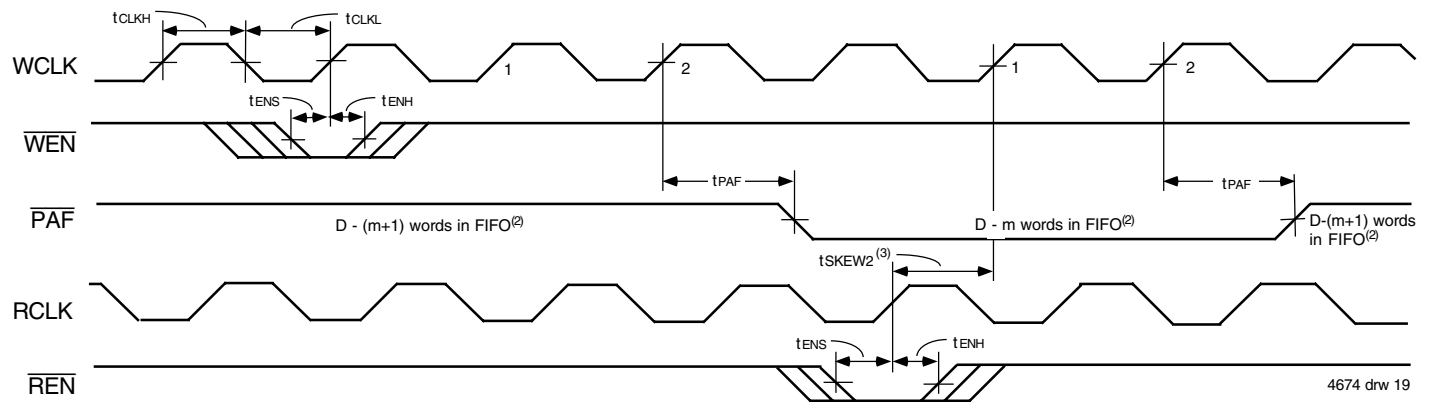 tCLKH tCLKL
WCLK 1 2 1 2
tENS tENH
WEN
tPAF tPAF
PAF D - (m+1) words in FIFO(2) D - m words in FIFO(2) D-(m+1) words
in FIFO(2)
tSKEW2 (3)
RCLK
tENS tENH
REN 4674 drw 19